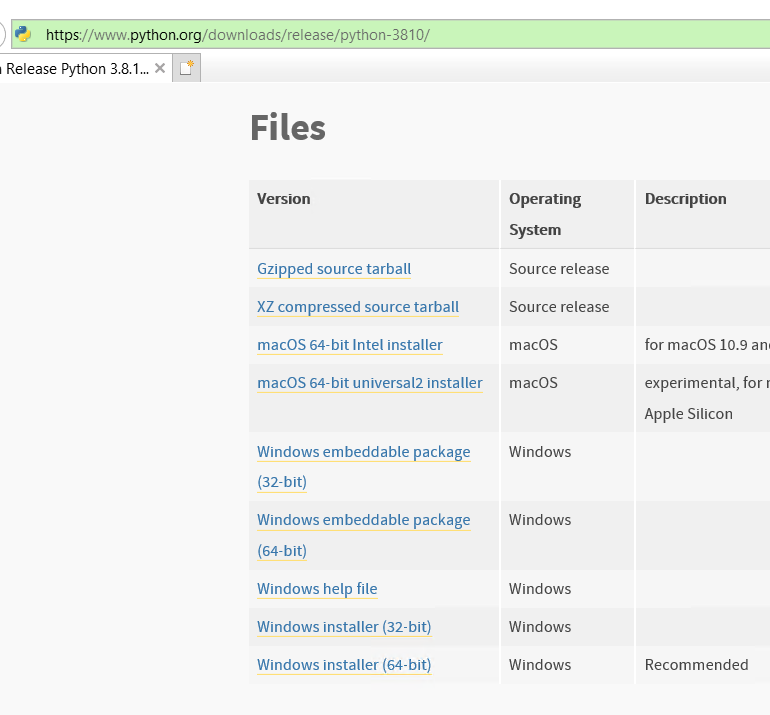 https://www.python.org/downloads/release/python-3810/
Release Python 3.8.1...
Files
Version Operating System Description
Gzipped source tarball Source release
XZ compressed source tarball Source release
macOS 64-bit Intel installer macOS for macOS 10.9
macOS 64-bit universal2 installer macOS experimental, for
Apple Silicon
Windows embeddable package Windows
(32-bit)
Windows embeddable package Windows
(64-bit)
Windows help file Windows
Windows installer (32-bit) Windows
Windows installer (64-bit) Windows Recommended